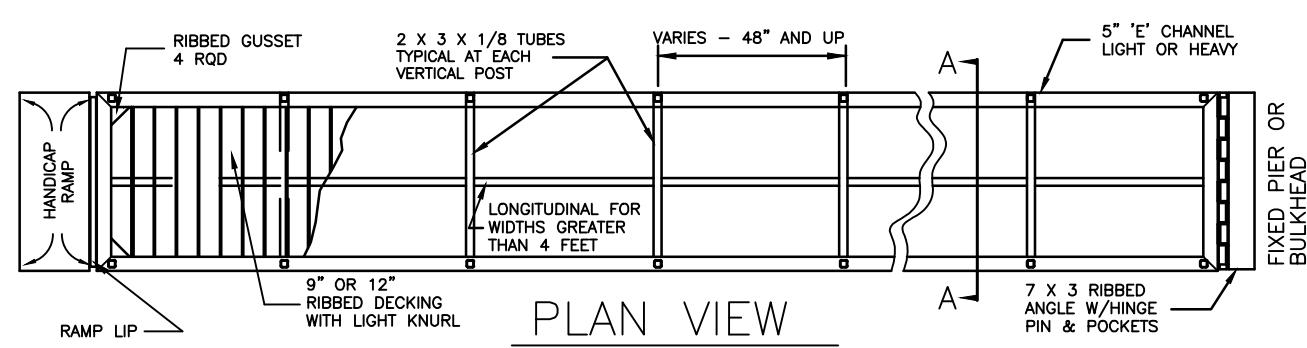 RIBBED GUSSET
4 RQD
2 X 3 X 1/8 TUBES
TYPICAL AT EACH
VERTICAL POST
VARIES - 48" AND UP
5" 'E' CHANNEL
LIGHT OR HEAVY
A
HANDICAP
RAMP
LONGITUDINAL FOR
WIDTHS GREATER
THAN 4 FEET
FIXED PIER OR
BULKHEAD
9" OR 12"
RIBBED DECKING
WITH LIGHT KNURL
RAMP LIP
PLAN VIEW
A
7 X 3 RIBBED
ANGLE W/HINGE
PIN & POCKETS